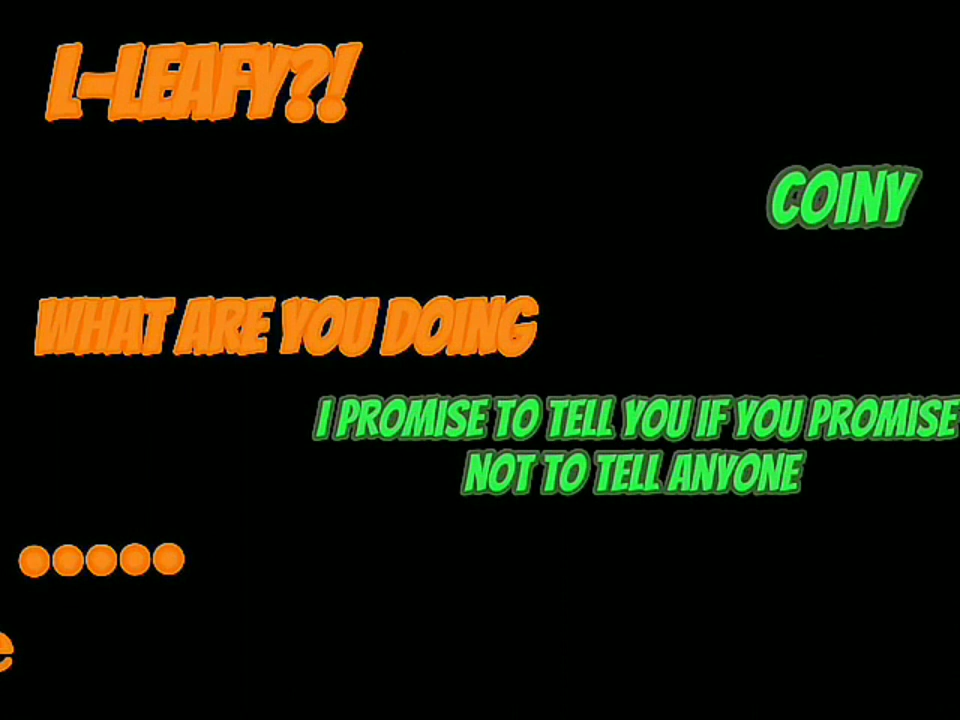 L-LEAFY?!
COINY
WHAT ARE YOU DOING
I PROMISE TO TELL YOU IF YOU PROMISE
NOT TO TELL ANYONE
●●●●●
e